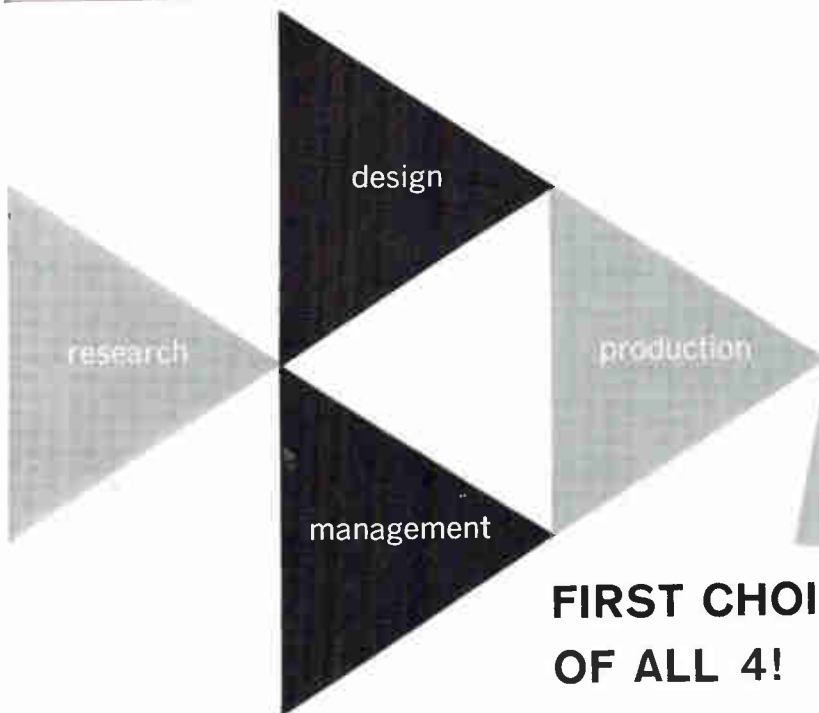 design
research
production
management
FIRST CHOI
OF ALL 4!